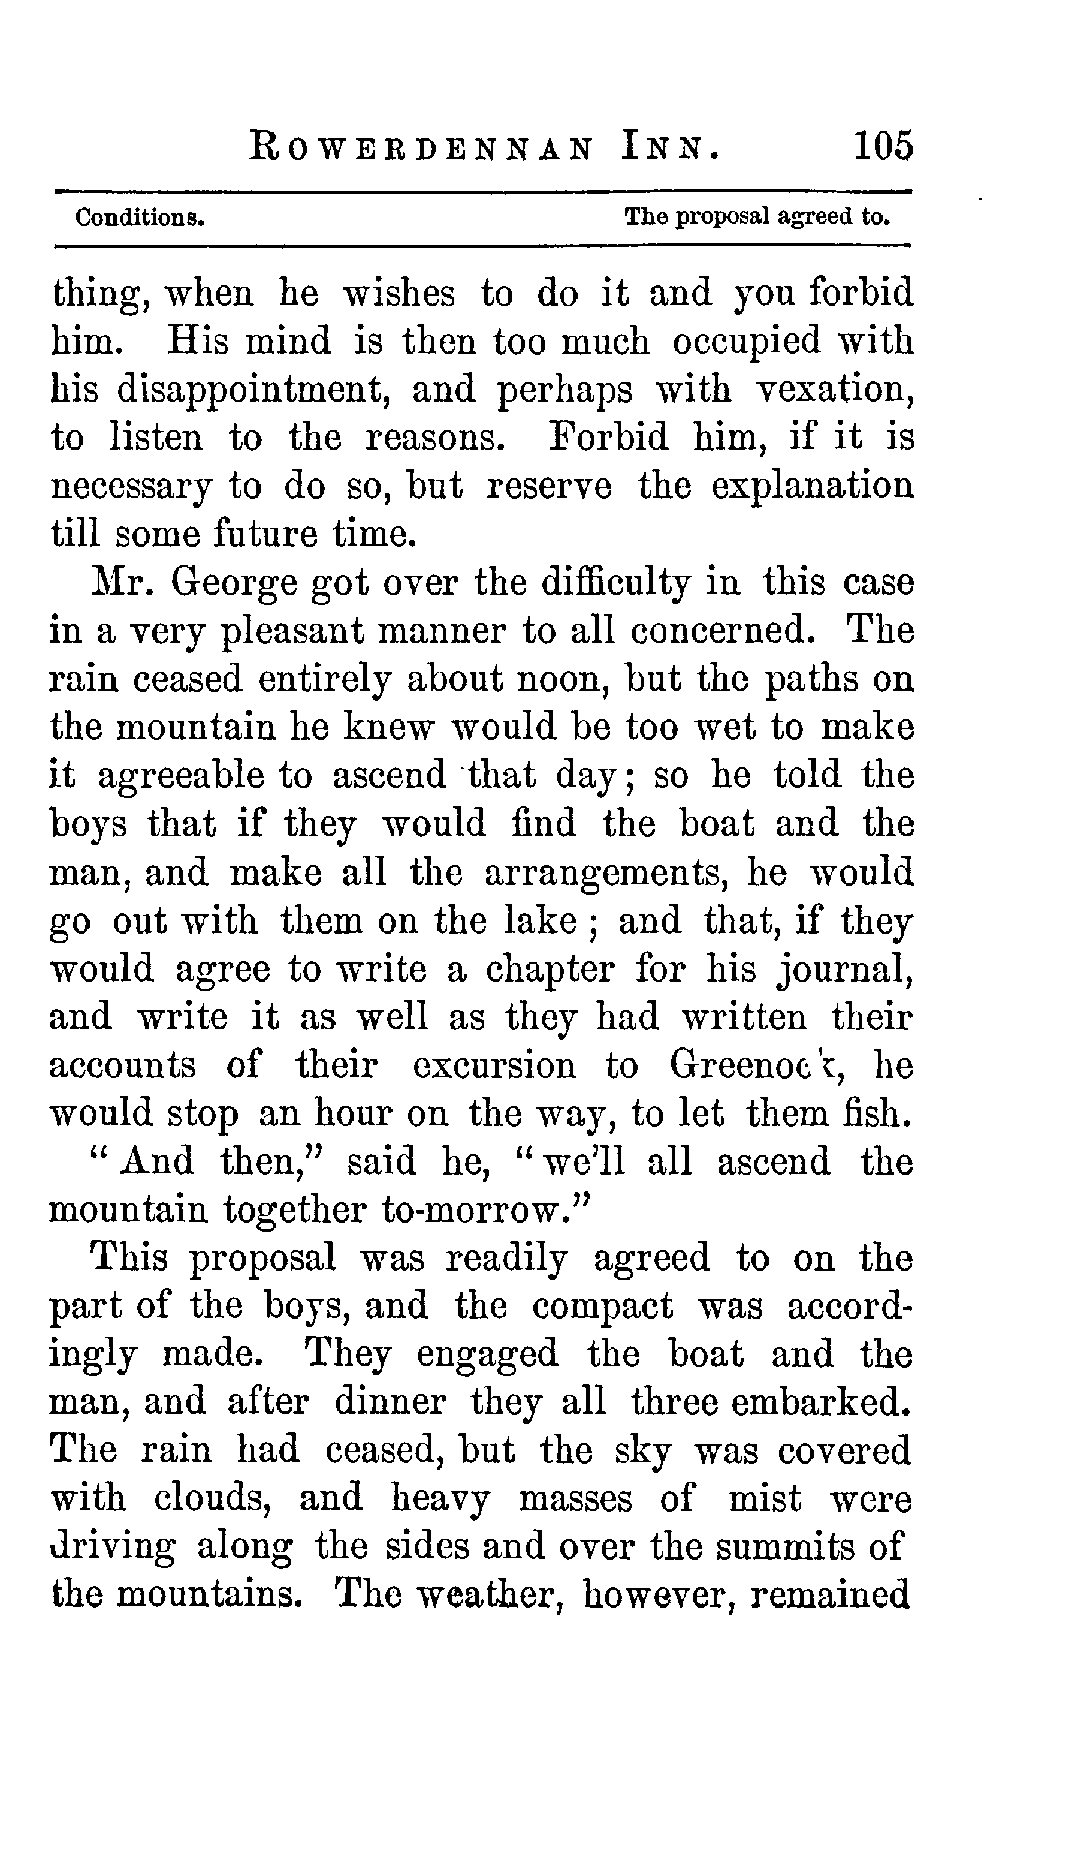 ROWERDENNAN INN. 105
Conditions. The proposal agreed to.
thing, when he wishes to do it and you forbid
him. His mind is then too much occupied with
his disappointment, and perhaps with vexation,
to listen to the reasons. Forbid him, if it is
necessary to do so, but reserve the explanation
till some future time.
Mr. George got over the difficulty in this case
in a very pleasant manner to all concerned. The
rain ceased entirely about noon, but the paths on
the mountain he knew would be too wet to make
it agreeable to ascend that day; so he told the
boys that if they would find the boat and the
man, and make all the arrangements, he would
go out with them on the lake; and that, if they
would agree to write a chapter for his journal,
and write it as well as they had written their
accounts of their excursion to Greenock, he
would stop an hour on the way, to let them fish.
"And then," said he, "we'll all ascend the
mountain together to-morrow."
This proposal was readily agreed to on the
part of the boys, and the compact was accord-
ingly made. They engaged the boat and the
man, and after dinner they all three embarked.
The rain had ceased, but the sky was covered
with clouds, and heavy masses of mist were
driving along the sides and over the summits of
the mountains. The weather, however, remained